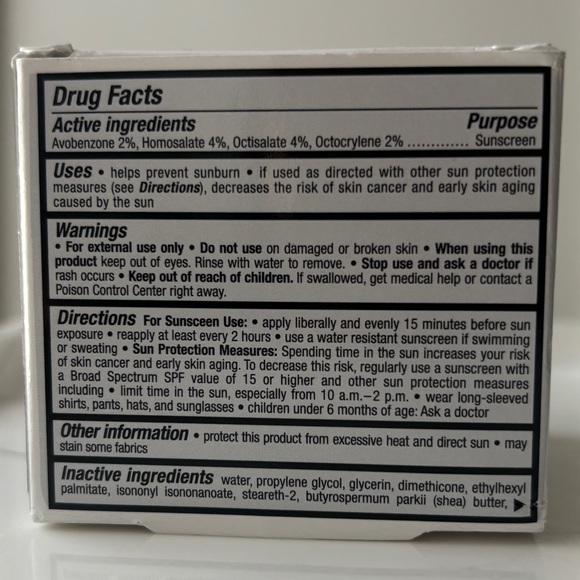 Drug Facts
Active ingredients Purpose
Avobenzone 2%, Homosalate 4%, Octisalate 4%, Octocrylene 2% ............. Sunscreen
Uses • helps prevent sunburn • if used as directed with other sun protection
measures (see Directions), decreases the risk of skin cancer and early skin aging
caused by the sun
Warnings
• For external use only • Do not use on damaged or broken skin • When using this
product keep out of eyes. Rinse with water to remove. • Stop use and ask a doctor if
rash occurs • Keep out of reach of children. If swallowed, get medical help or contact a
Poison Control Center right away.
Directions For Sunsceen Use: • apply liberally and evenly 15 minutes before sun
exposure • reapply at least every 2 hours • use a water resistant sunscreen if swimming
or sweating • Sun Protection Measures: Spending time in the sun increases your risk
of skin cancer and early skin aging. To decrease this risk, regularly use a sunscreen with
a Broad Spectrum SPF value of 15 or higher and other sun protection measures
including • limit time in the sun, especially from 10 a.m.–2 p.m. • wear long-sleeved
shirts, pants, hats, and sunglasses • children under 6 months of age: Ask a doctor
Other information • protect this product from excessive heat and direct sun • may
stain some fabrics
Inactive ingredients water, propylene glycol, glycerin, dimethicone, ethylhexyl
palmitate, isononyl isononanoate, steareth-2, butyrospermum parkii (shea) butter, ▶